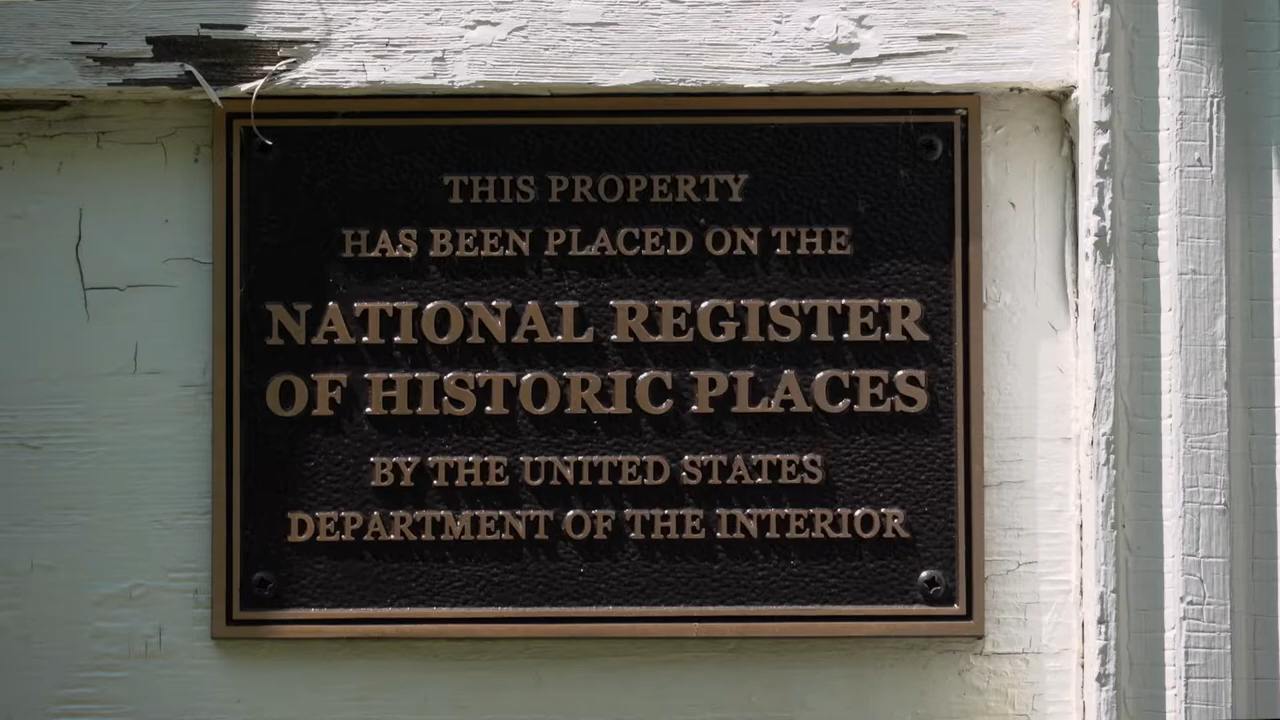 THIS PROPERTY
HAS BEEN PLACED ON THE
NATIONAL REGISTER
OF HISTORIC PLACES
BY THE UNITED STATES
DEPARTMENT OF THE INTERIOR